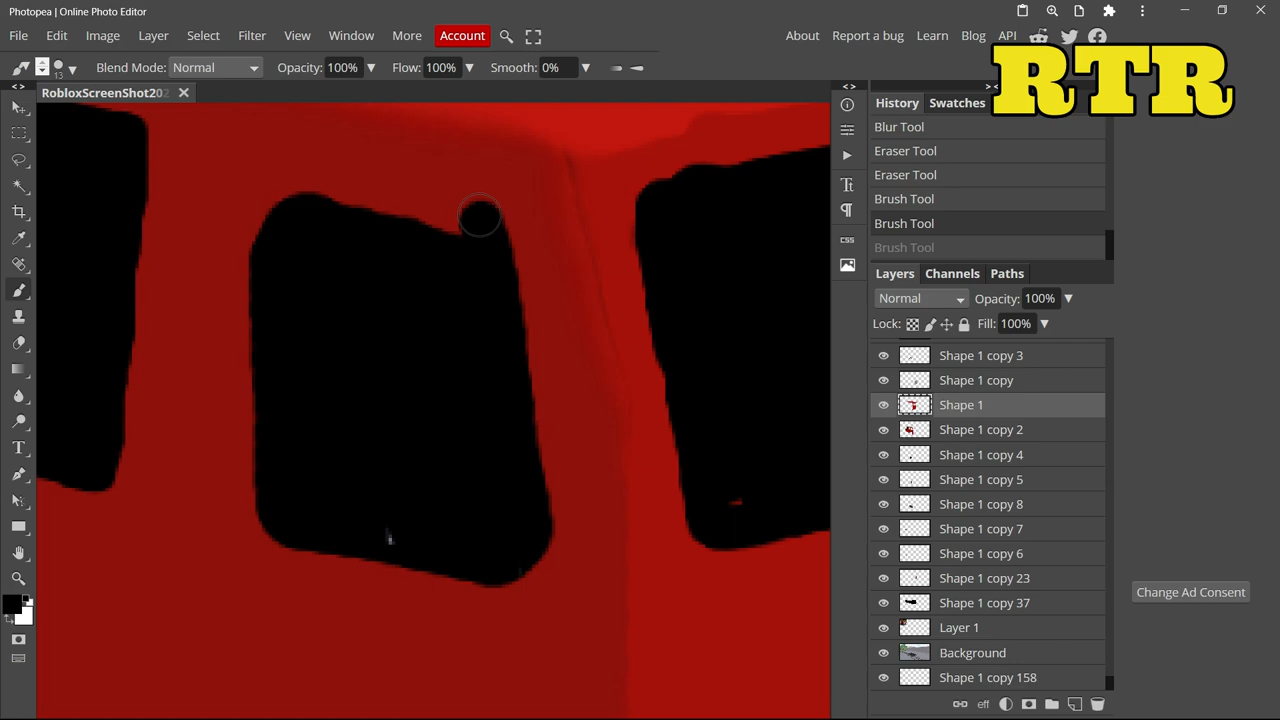 Photopea | Online Photo Editor
File Edit Image Layer Select Filter View Window More Account
About Report a bug Learn Blog API
13 Blend Mode: Normal Opacity: 100% Flow: 100% Smooth: 0%
RTR
RobloxScreenShot202
History Swatches
Blur Tool
Eraser Tool
Eraser Tool
Brush Tool
Brush Tool
Brush Tool
CSS
Layers Channels Paths
Normal Opacity: 100%
Lock: Fill: 100%
Shape 1 copy 3
Shape 1 copy
Shape 1
Shape 1 copy 2
Shape 1 copy 4
Shape 1 copy 5
Shape 1 copy 8
Shape 1 copy 7
Shape 1 copy 6
Shape 1 copy 23
Shape 1 copy 37
Layer 1
Background
Shape 1 copy 158
eff
Change Ad Consent